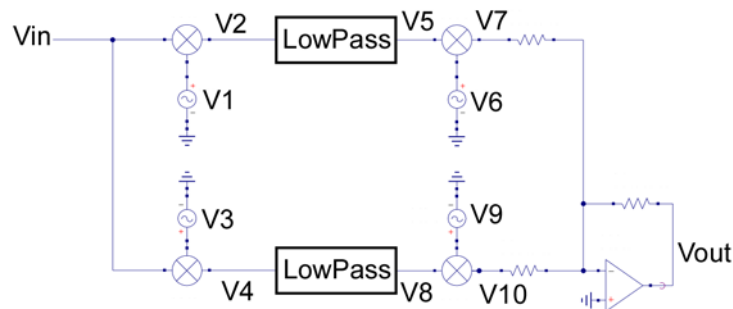 Vin V2 LowPass V5 V7
V1 V6
V3 V9
Vout
V4 LowPass V8 V10